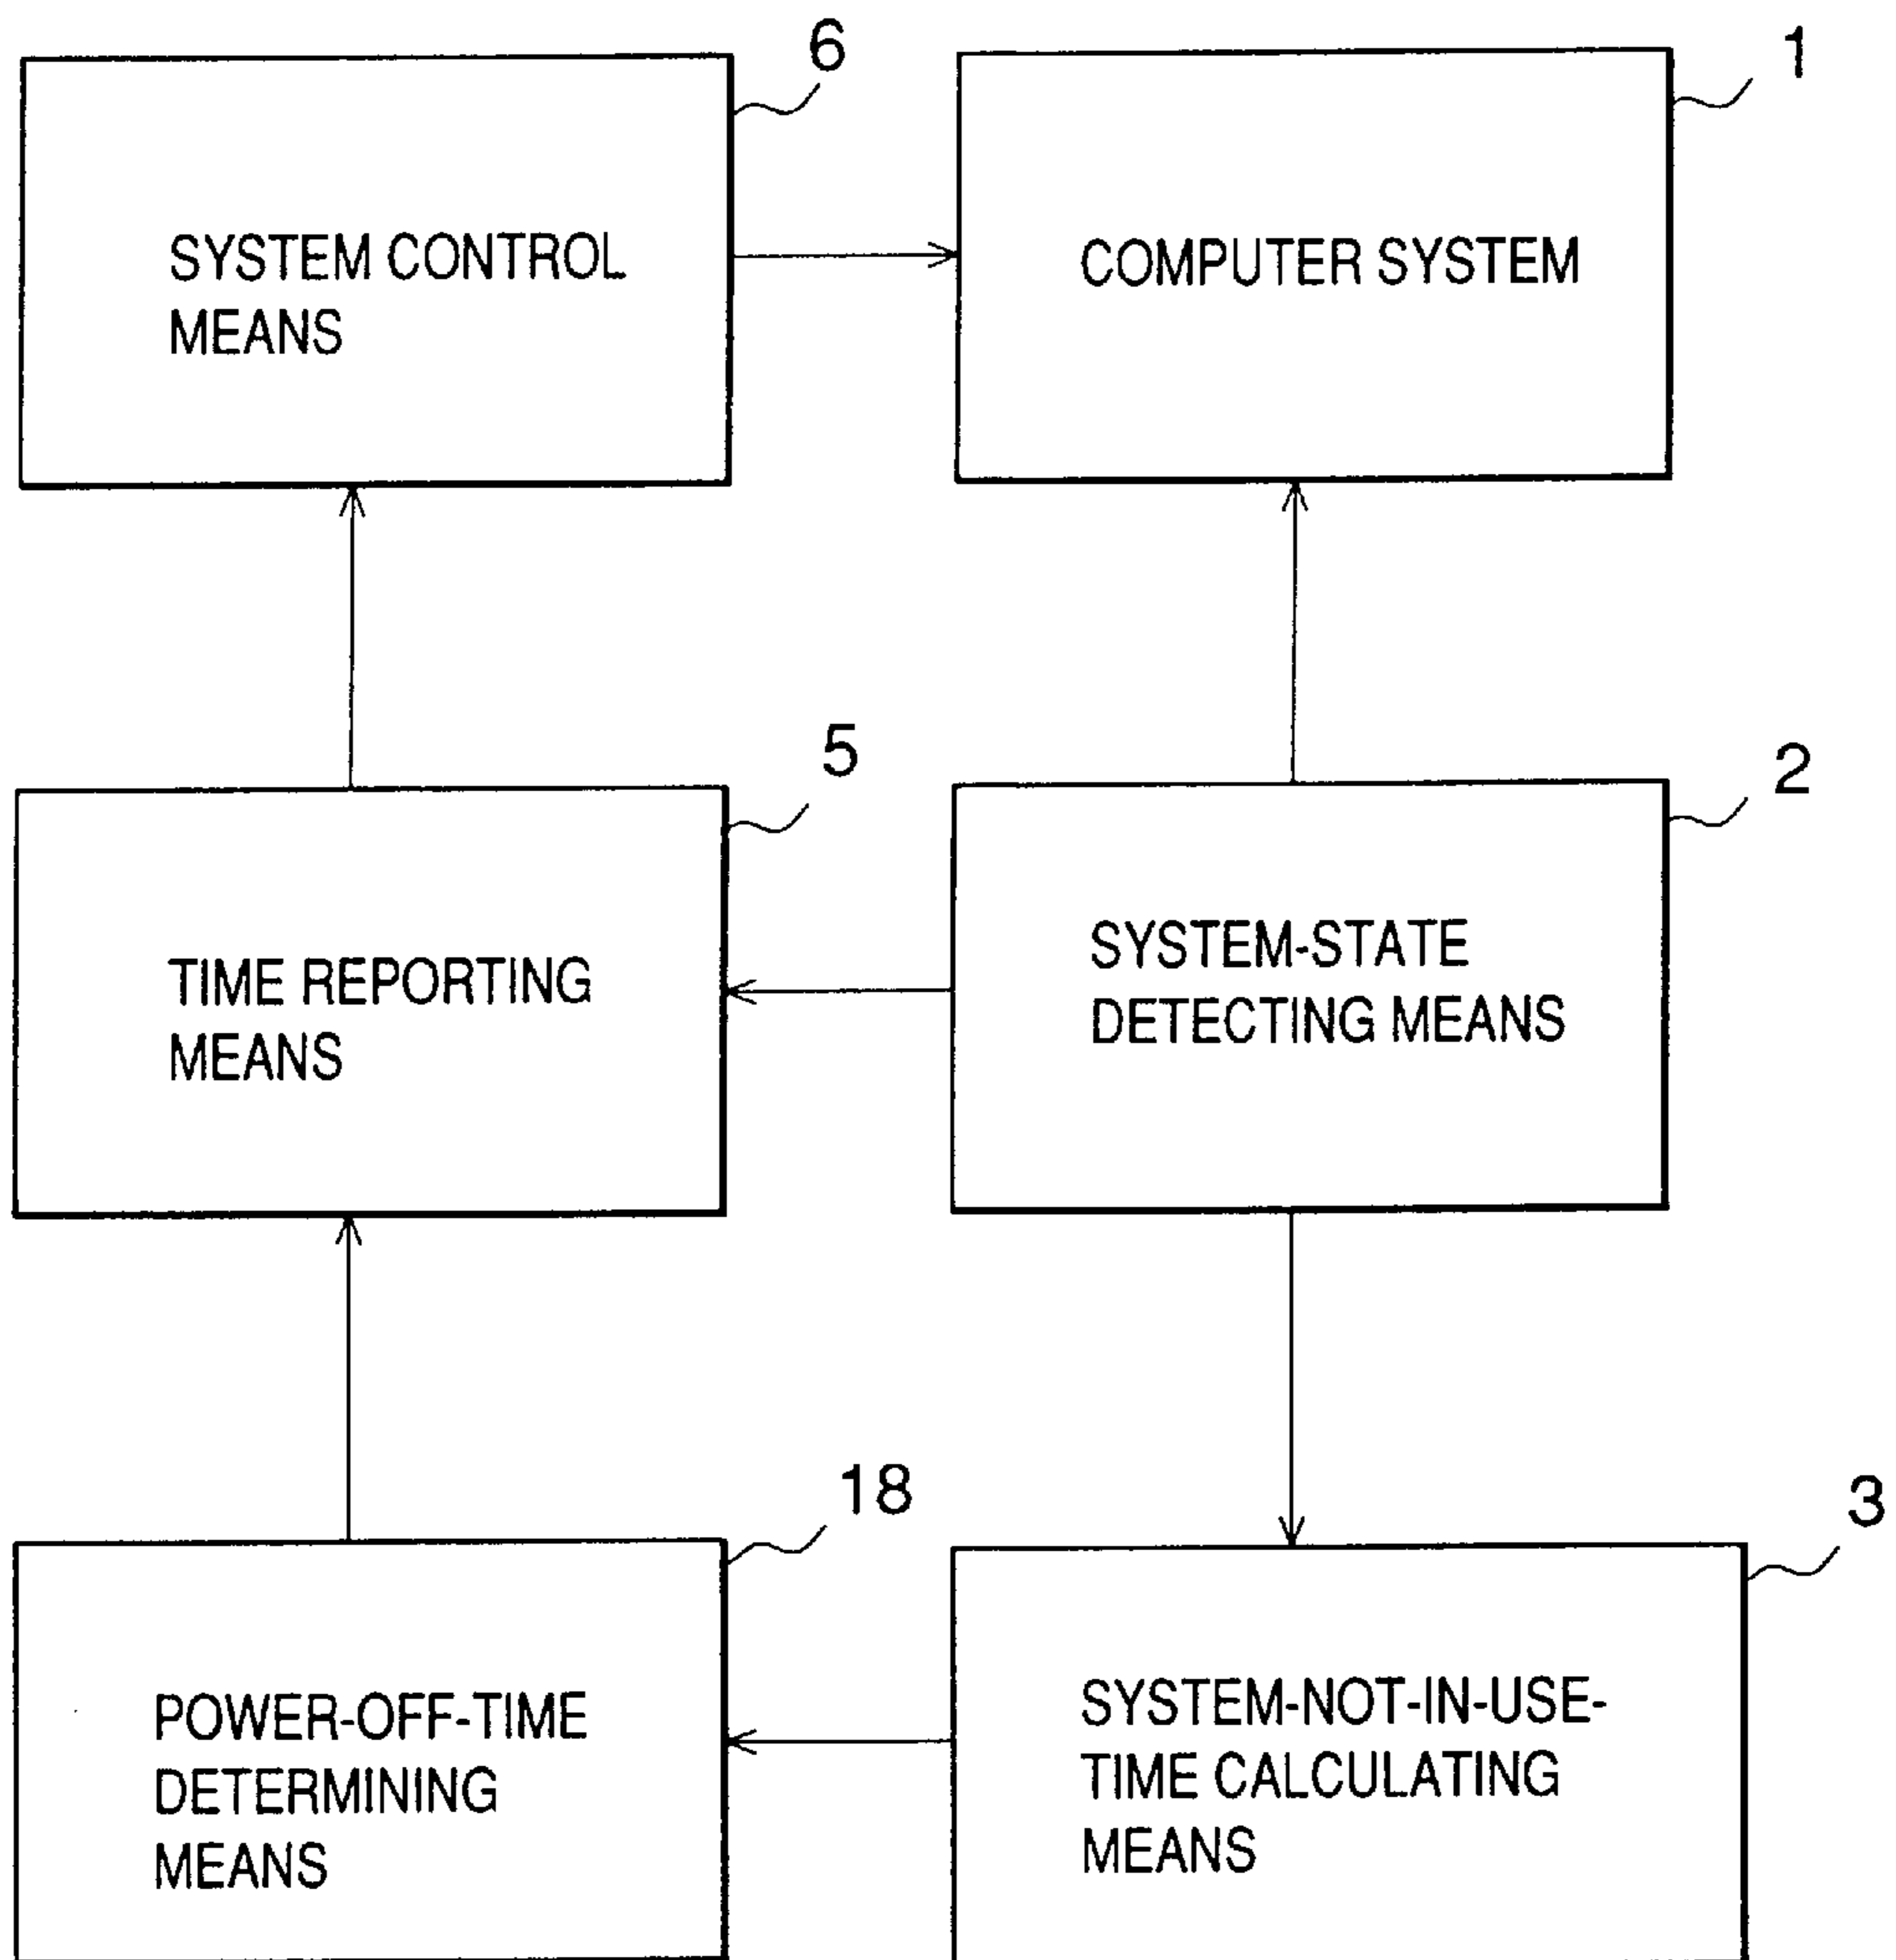 6
1
SYSTEM CONTROL
MEANS
COMPUTER SYSTEM
5
2
TIME REPORTING
MEANS
SYSTEM-STATE
DETECTING MEANS
18
3
POWER-OFF-TIME
DETERMINING
MEANS
SYSTEM-NOT-IN-USE-
TIME CALCULATING
MEANS